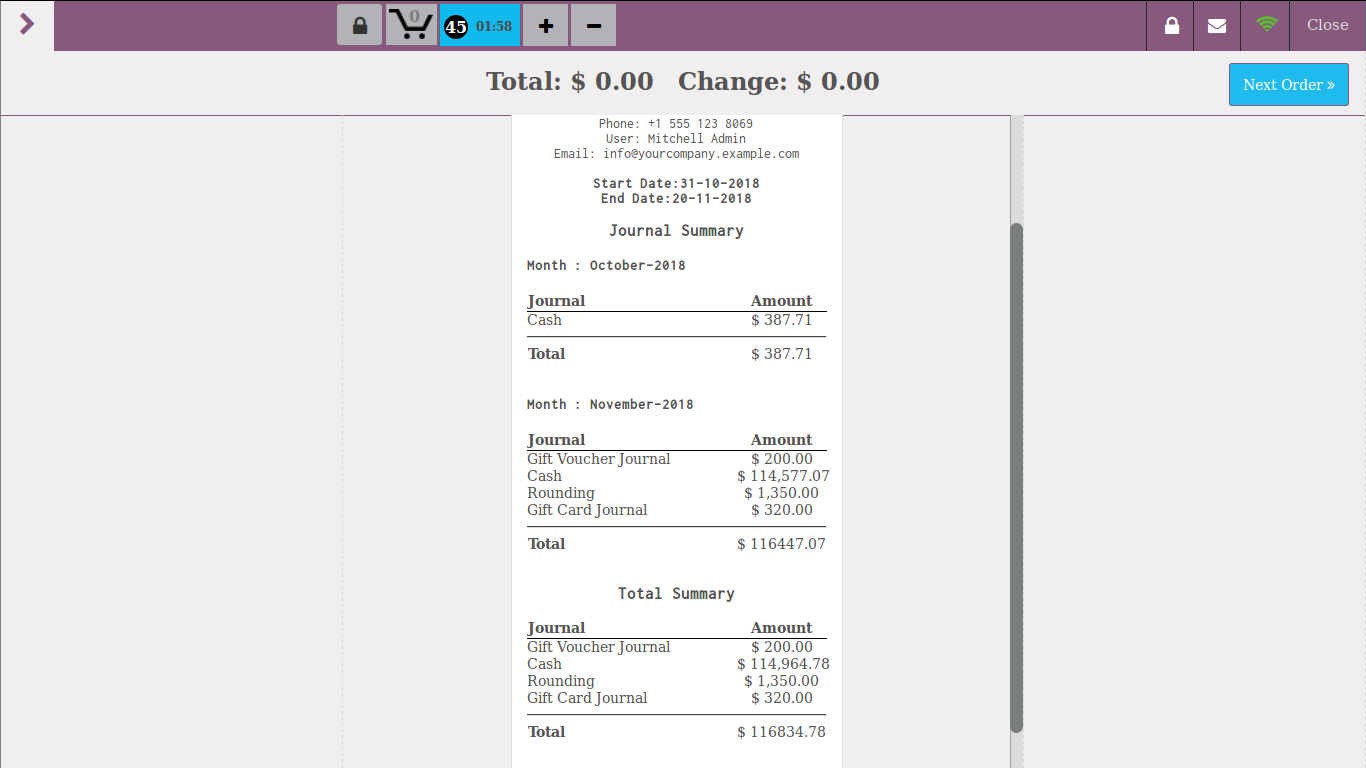 0 45 01:58 + − Close
Total: $ 0.00 Change: $ 0.00
Next Order »
Phone: +1 555 123 8069
User: Mitchell Admin
Email: info@yourcompany.example.com
Start Date:31-10-2018
End Date:20-11-2018
Journal Summary
Month : October-2018
Journal Amount
Cash $ 387.71
Total $ 387.71
Month : November-2018
Journal Amount
Gift Voucher Journal $ 200.00
Cash $ 114,577.07
Rounding $ 1,350.00
Gift Card Journal $ 320.00
Total $ 116447.07
Total Summary
Journal Amount
Gift Voucher Journal $ 200.00
Cash $ 114,964.78
Rounding $ 1,350.00
Gift Card Journal $ 320.00
Total $ 116834.78